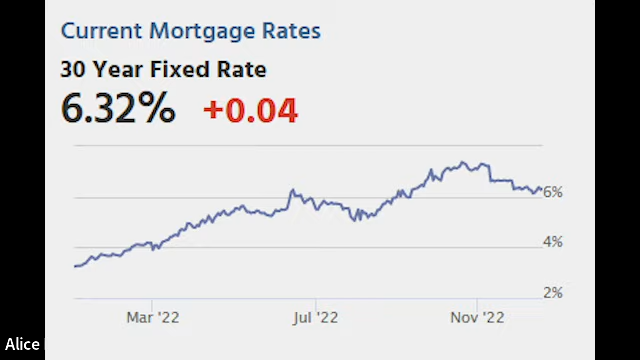 Current Mortgage Rates
30 Year Fixed Rate
6.32% +0.04
6%
4%
2%
Mar '22 Jul '22 Nov '22
Alice